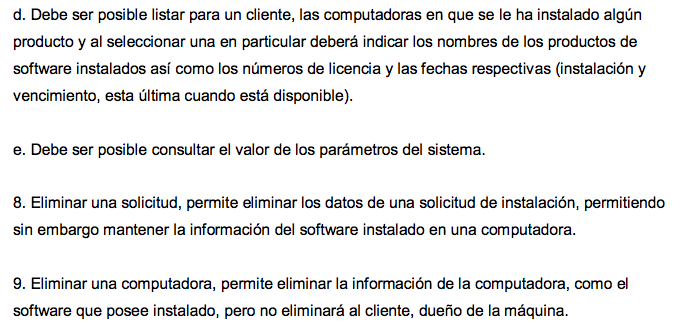 d. Debe ser posible listar para un cliente, las computadoras en que se le ha instalado algún
producto y al seleccionar una en particular deberá indicar los nombres de los productos de
software instalados así como los números de licencia y las fechas respectivas (instalación y
vencimiento, esta última cuando está disponible).
e. Debe ser posible consultar el valor de los parámetros del sistema.
8. Eliminar una solicitud, permite eliminar los datos de una solicitud de instalación, permitiendo
sin embargo mantener la información del software instalado en una computadora.
9. Eliminar una computadora, permite eliminar la información de la computadora, como el
software que posee instalado, pero no eliminará al cliente, dueño de la máquina.